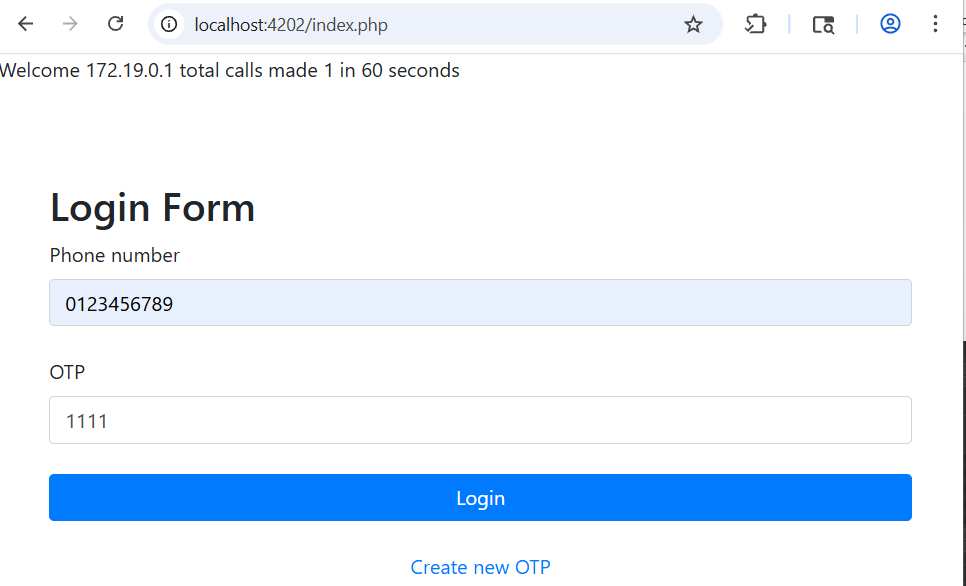 localhost:4202/index.php
Welcome 172.19.0.1 total calls made 1 in 60 seconds
Login Form
Phone number
0123456789
OTP
1111
Login
Create new OTP